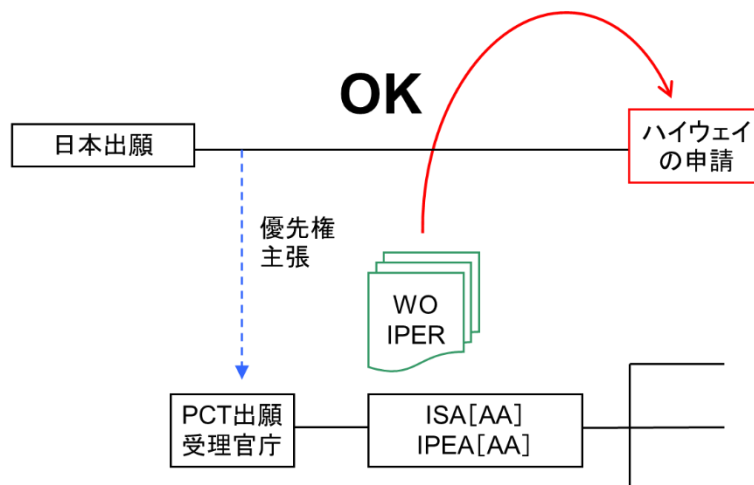 OK
日本出願
ハイウェイ
の申請
優先権
主張
WO
IPER
PCT出願
受理官庁
ISA[AA]
IPEA[AA]